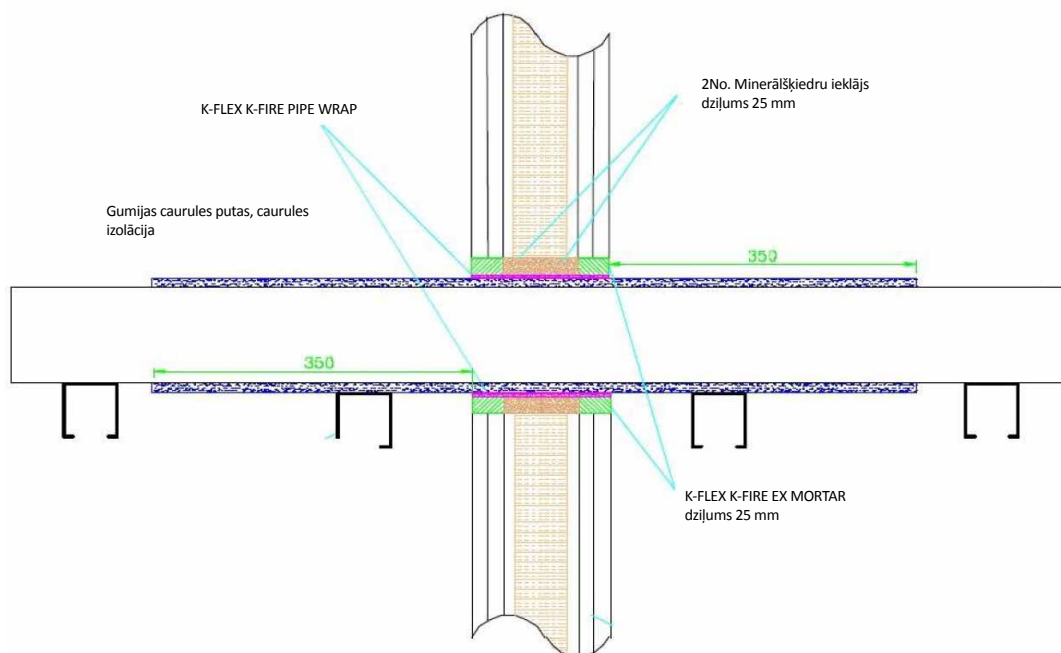 2No. Minerālšķiedru ieklājs
dziļums 25 mm
K-FLEX K-FIRE PIPE WRAP
Gumijas caurules putas, caurules
izolācija
350
350
K-FLEX K-FIRE EX MORTAR
dziļums 25 mm